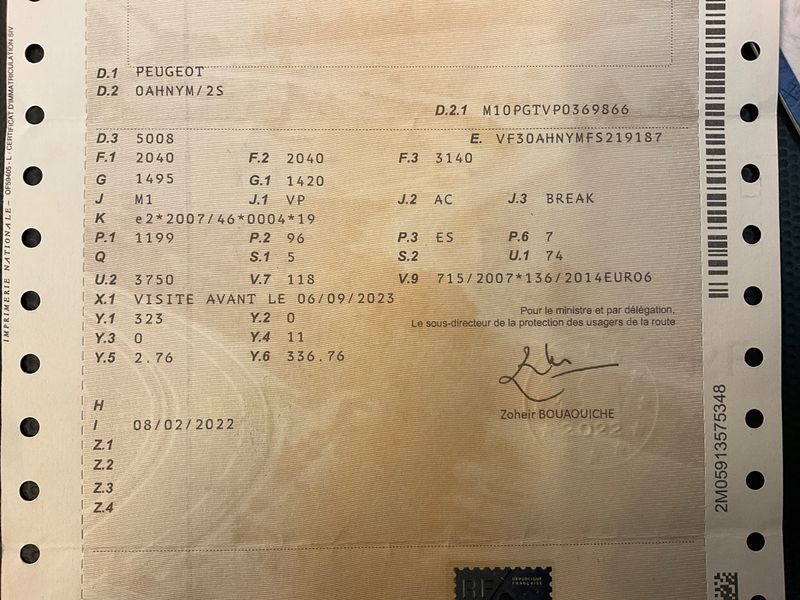 D.1 PEUGEOT
D.2 0AHNYM/2S
D.2.1 M10PGTVP0369866
D.3 5008 E. VF30AHNYMFS219187
F.1 2040 F.2 2040 F.3 3140
G 1495 G.1 1420
J M1 J.1 VP J.2 AC J.3 BREAK
K e2*2007/46*0004*19
P.1 1199 P.2 96 P.3 ES P.6 7
Q S.1 5 S.2 U.1 74
U.2 3750 V.7 118 V.9 715/2007*136/2014EURO6
X.1 VISITE AVANT LE 06/09/2023
Y.1 323 Y.2 0
Y.3 0 Y.4 11
Y.5 2.76 Y.6 336.76
Pour le ministre et par délégation,
Le sous-directeur de la protection des usagers de la route
Zoheir BOUAOUICHE
H
I 08/02/2022
Z.1
Z.2
Z.3
Z.4
IMPRIMERIE NATIONALE – OF59405 - L - CERTIFICAT D'IMMATRICULATION SIV
2M05913575348
2022
RF RÉPUBLIQUE
FRANÇAISE